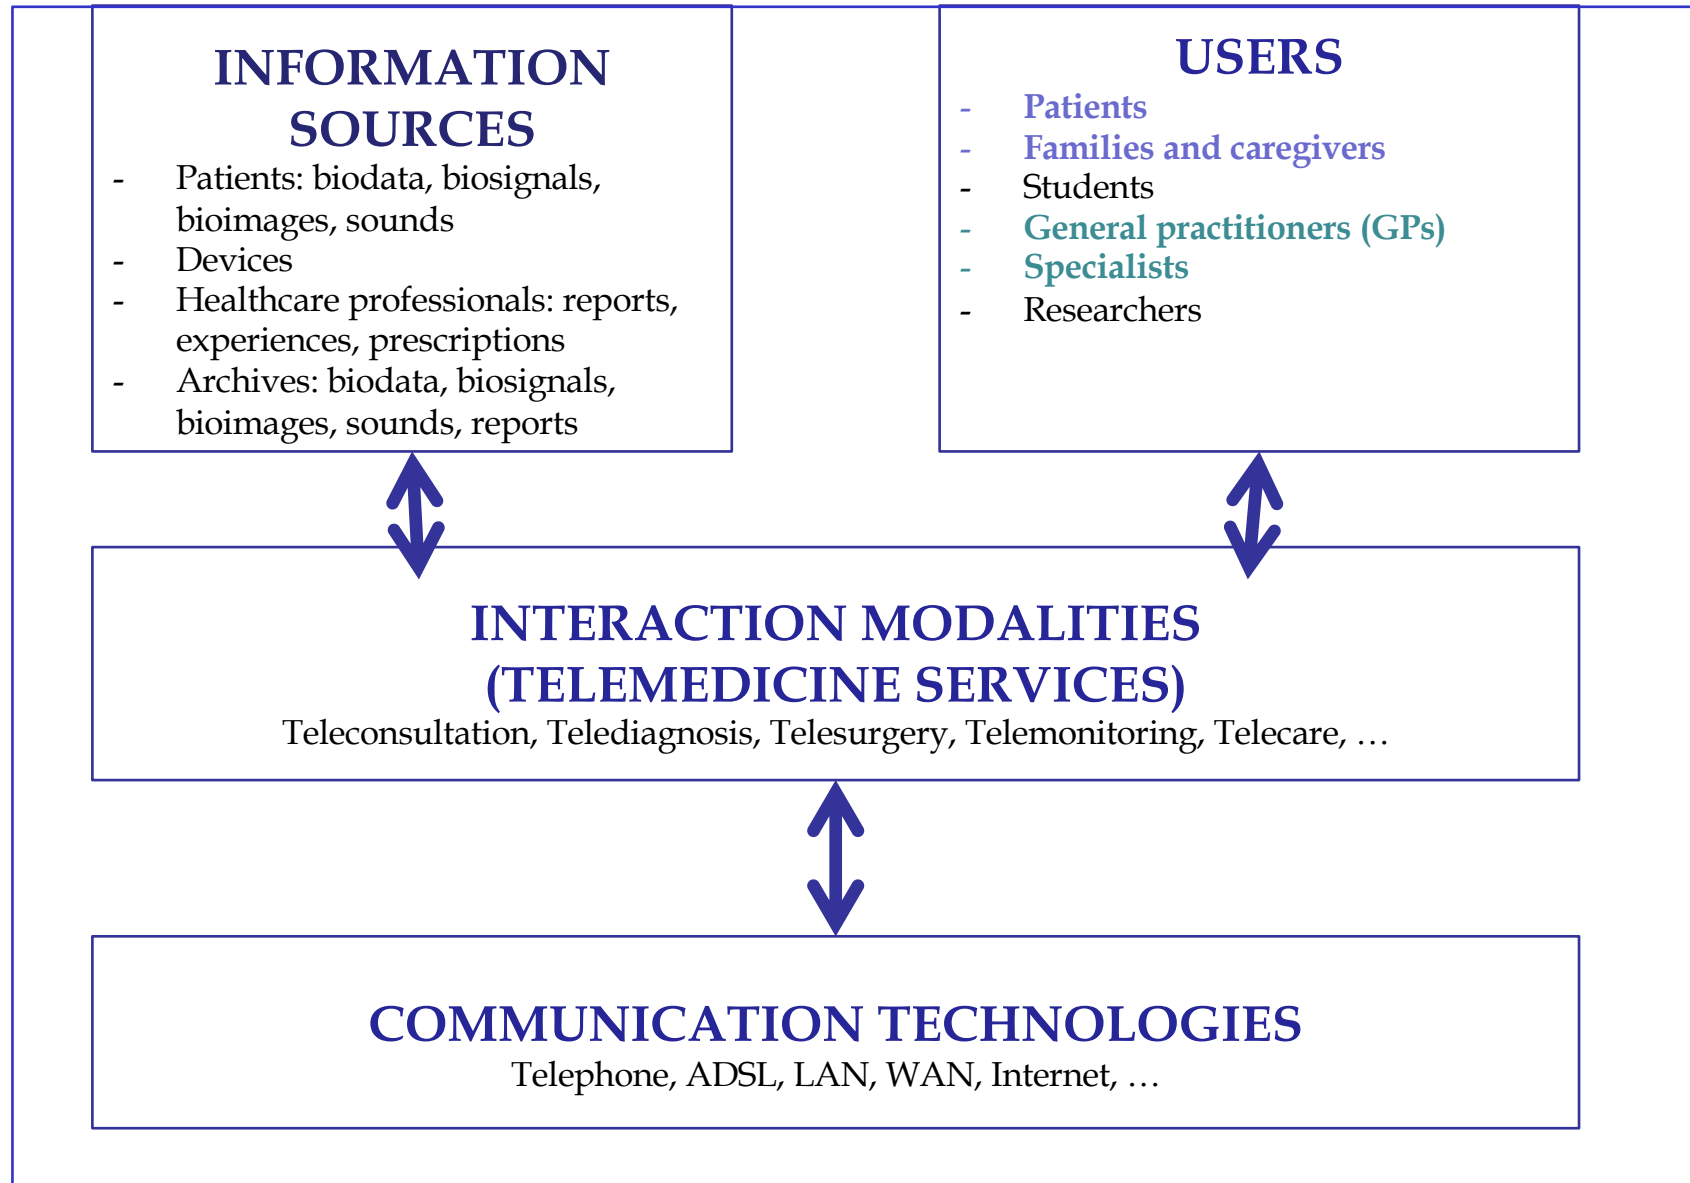 INFORMATION
SOURCES
- Patients: biodata, biosignals,
bioimages, sounds
- Devices
- Healthcare professionals: reports,
experiences, prescriptions
- Archives: biodata, biosignals,
bioimages, sounds, reports
USERS
- Patients
- Families and caregivers
- Students
- General practitioners (GPs)
- Specialists
- Researchers
INTERACTION MODALITIES
(TELEMEDICINE SERVICES)
Teleconsultation, Telediagnosis, Telesurgery, Telemonitoring, Telecare, …
COMMUNICATION TECHNOLOGIES
Telephone, ADSL, LAN, WAN, Internet, …